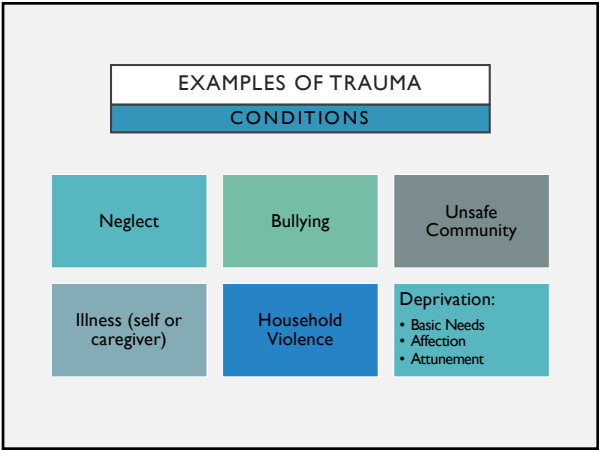 EXAMPLES OF TRAUMA
CONDITIONS
Neglect
Bullying
Unsafe
Community
Illness (self or
caregiver)
Household
Violence
Deprivation:
• Basic Needs
• Affection
• Attunement